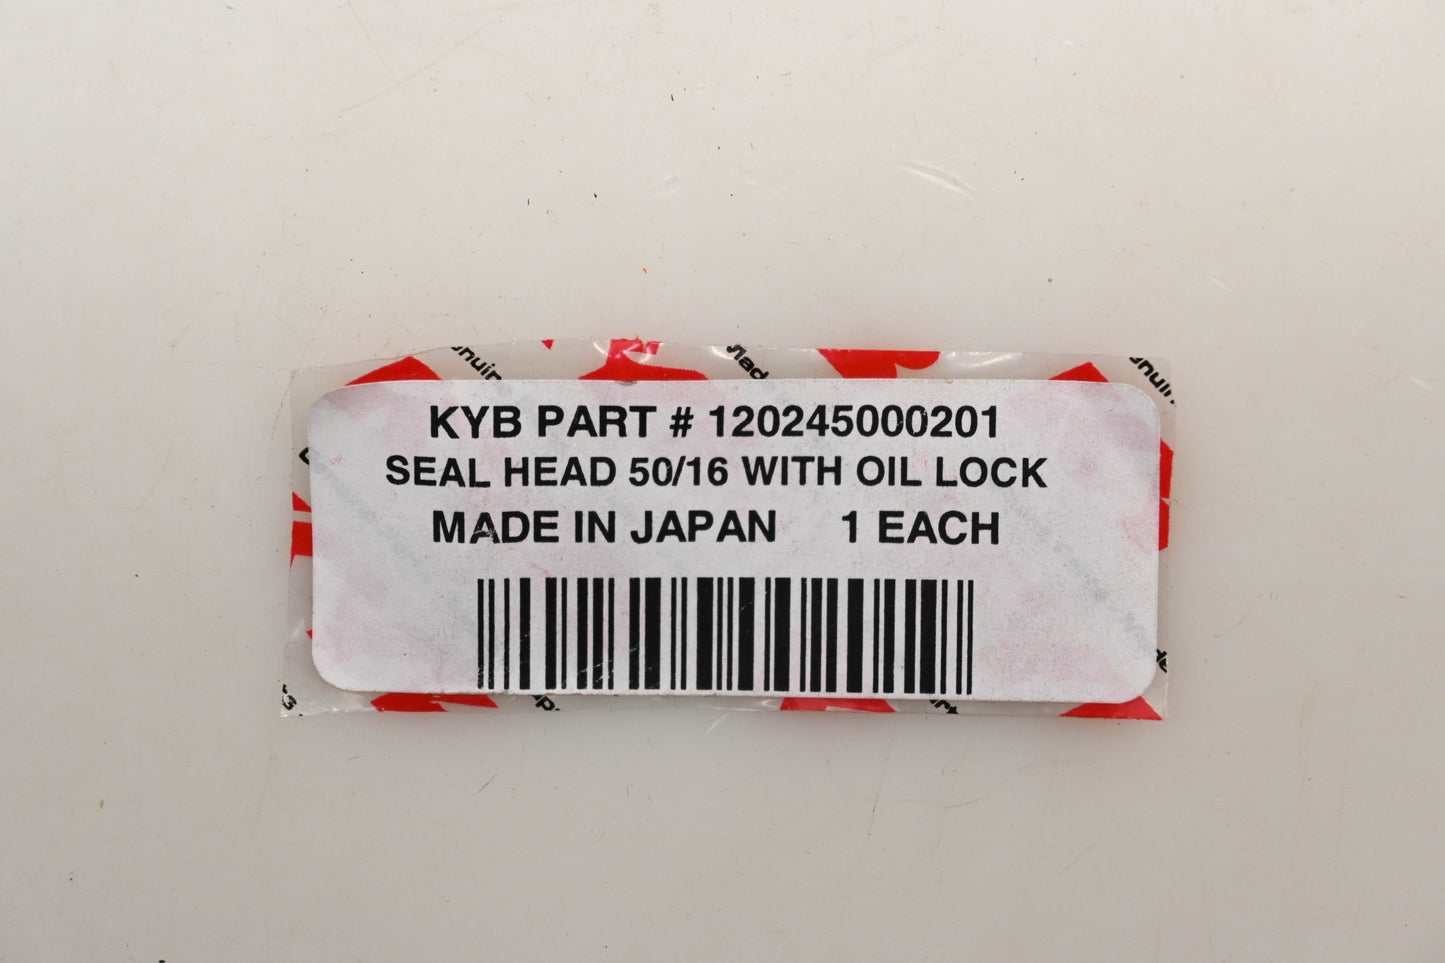 KYB PART # 120245000201
SEAL HEAD 50/16 WITH OIL LOCK
MADE IN JAPAN 1 EACH